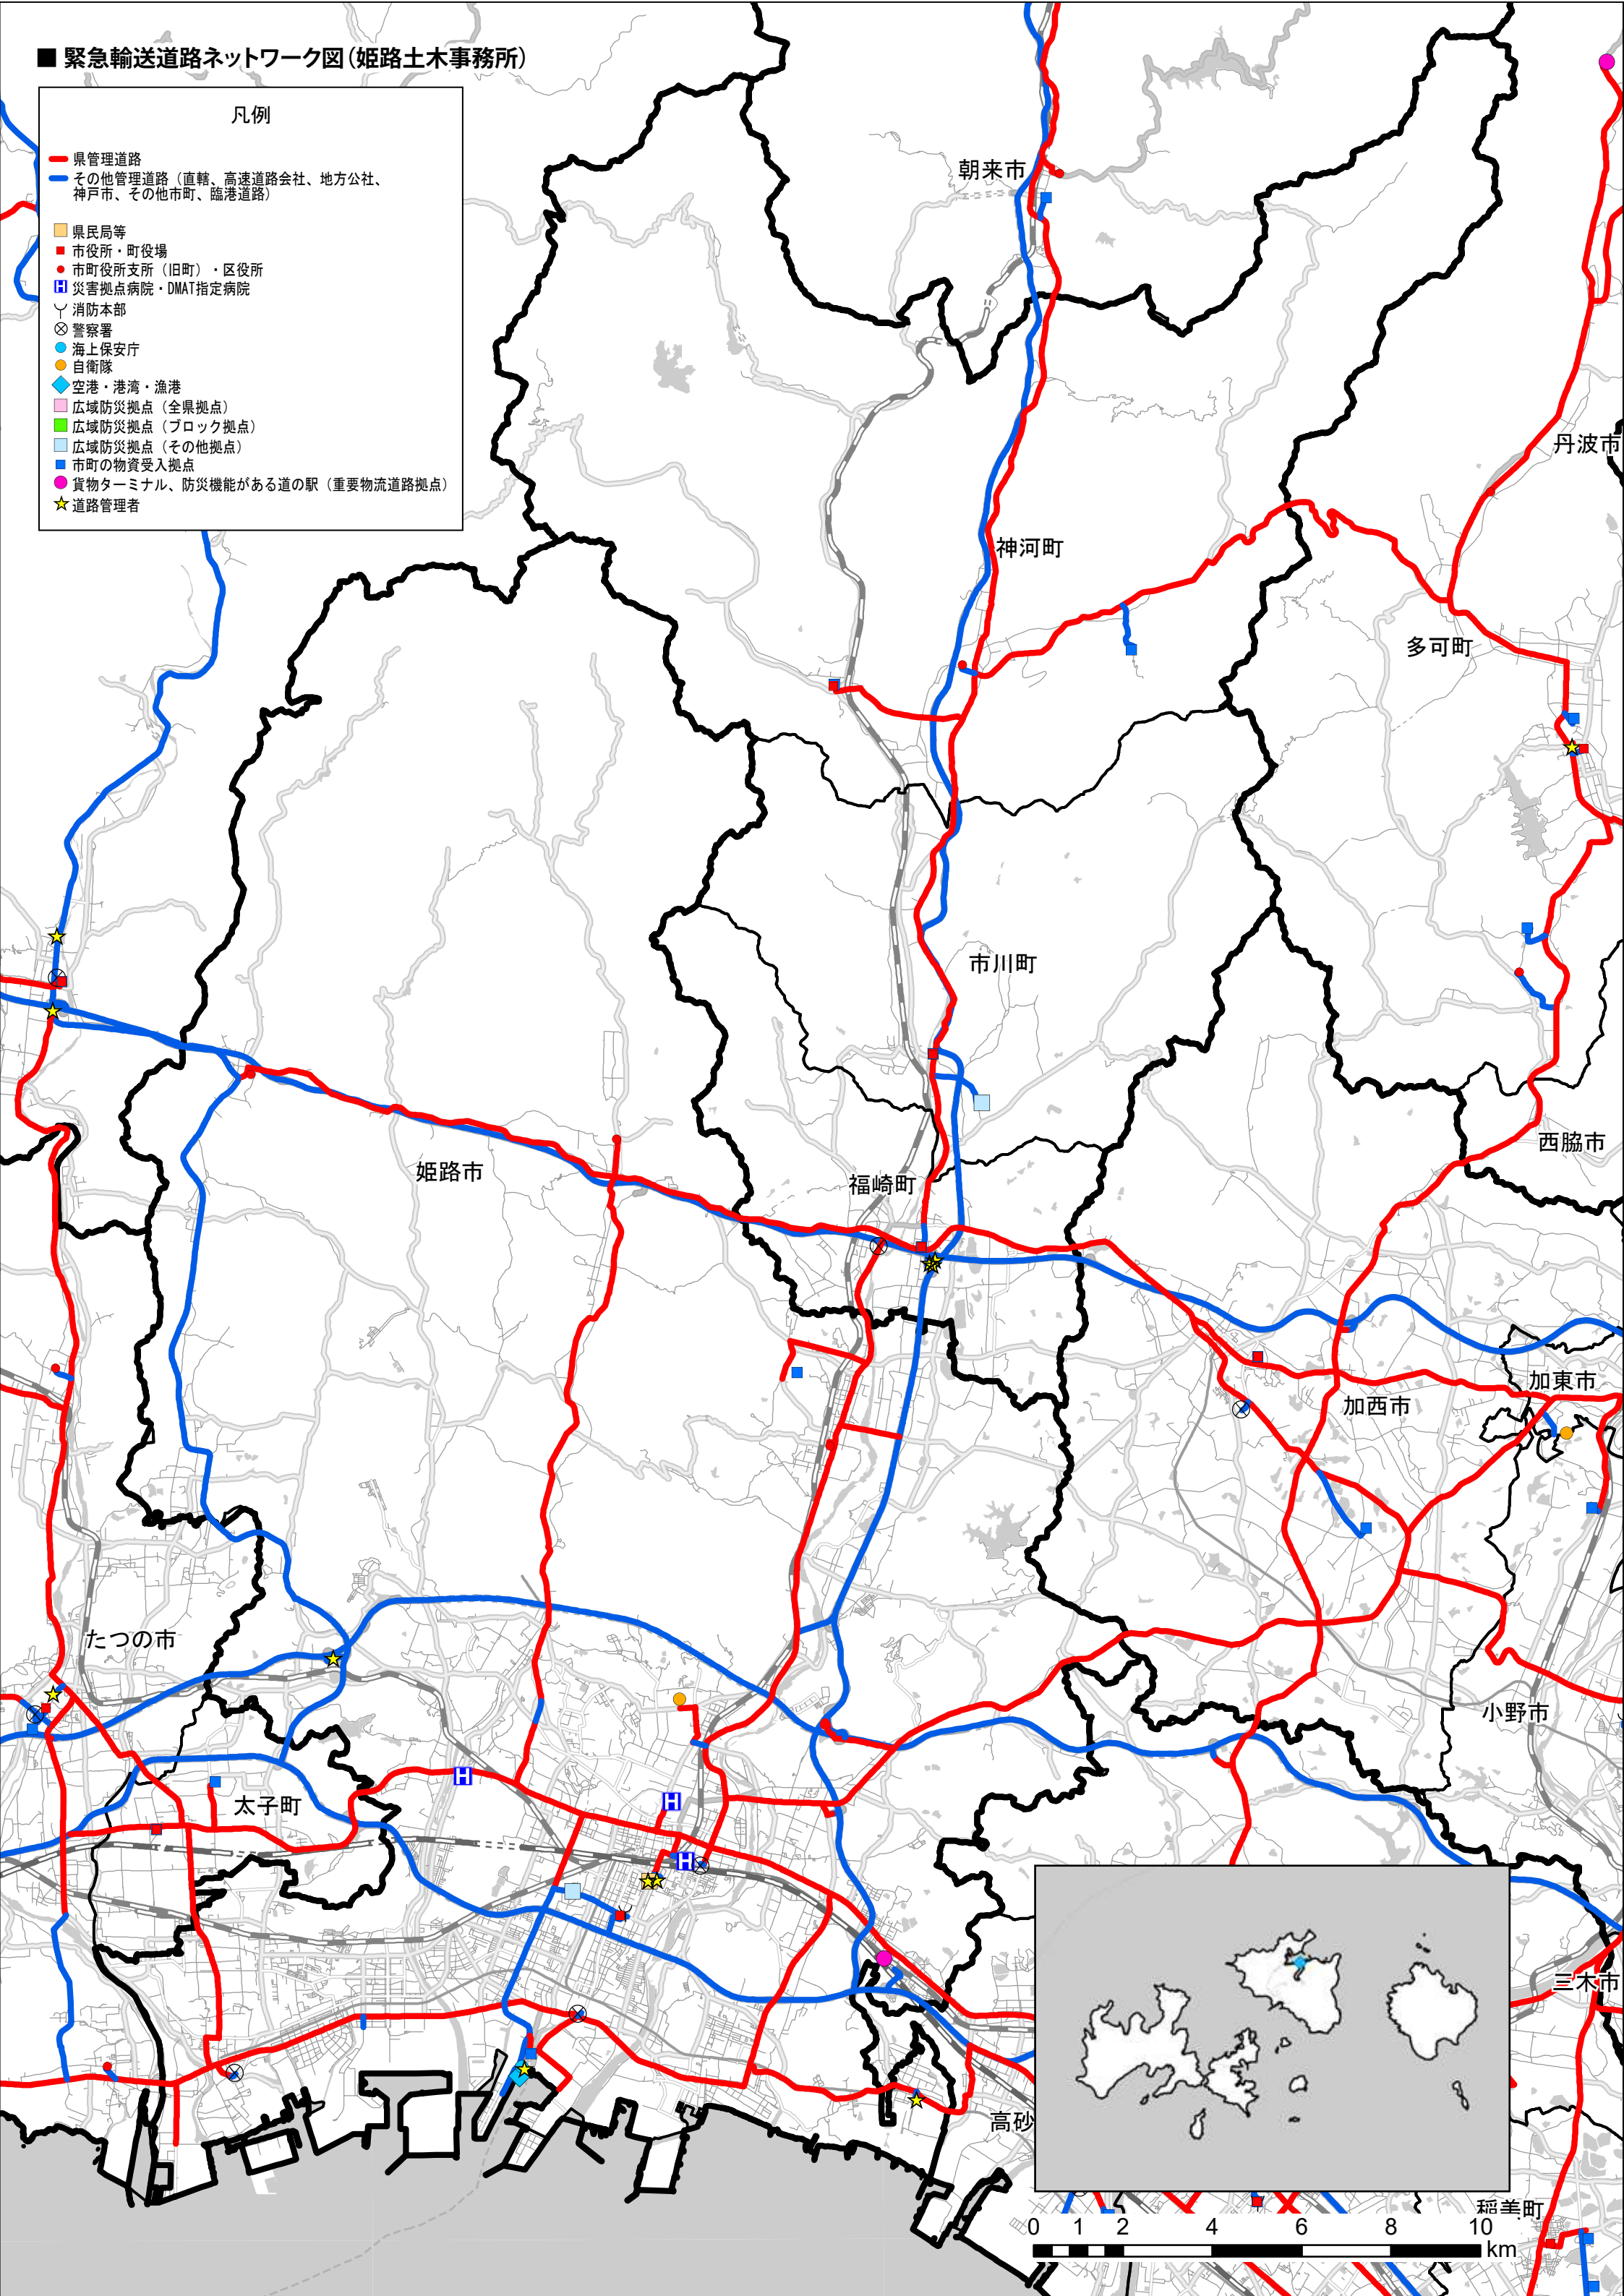 ■ 緊急輸送道路ネットワーク図（姫路土木事務所）
凡例
県管理道路
その他管理道路（直轄、高速道路会社、地方公社、
神戸市、その他市町、臨港道路）
県民局等
市役所・町役場
市町役所支所（旧町）・区役所
H 災害拠点病院・DMAT指定病院
消防本部
警察署
海上保安庁
自衛隊
空港・港湾・漁港
広域防災拠点（全県拠点）
広域防災拠点（ブロック拠点）
広域防災拠点（その他拠点）
市町の物資受入拠点
貨物ターミナル、防災機能がある道の駅（重要物流道路拠点）
道路管理者
朝来市
丹波市
神河町
多可町
市川町
西脇市
姫路市
福崎町
加東市
加西市
たつの市
小野市
H
太子町
H
H
三木市
高砂
稲美町
0 1 2 4 6 8 10
km